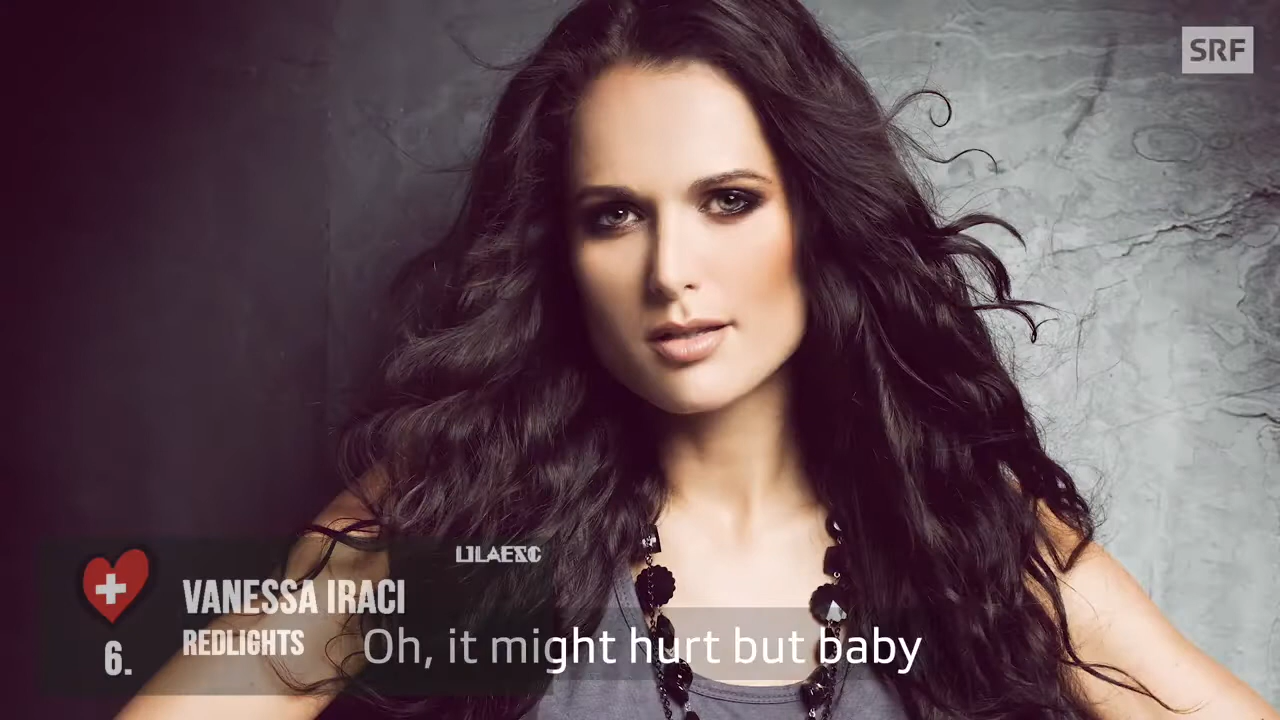 SRF
LILAESC
VANESSA IRACI
REDLIGHTS
6.
Oh, it might hurt but baby